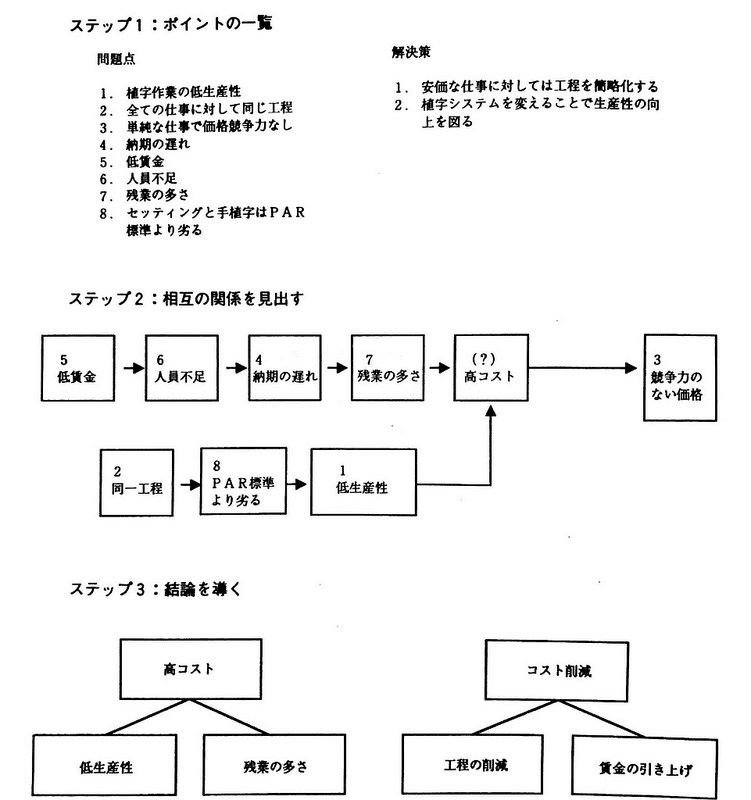 ステップ1：ポイントの一覧
問題点
1． 植字作業の低生産性
2． 全ての仕事に対して同じ工程
3． 単純な仕事で価格競争力なし
4． 納期の遅れ
5． 低賃金
6． 人員不足
7． 残業の多さ
8． セッティングと手植字はＰＡＲ
標準より劣る
解決策
1． 安価な仕事に対しては工程を簡略化する
2． 植字システムを変えることで生産性の向
上を図る
ステップ2：相互の関係を見出す
5
低賃金
6
人員不足
4
納期の遅れ
7
残業の多さ
(？)
高コスト
3
競争力の
ない価格
2
同一工程
8
ＰＡＲ標準
より劣る
1
低生産性
ステップ3：結論を導く
高コスト
低生産性
残業の多さ
コスト削減
工程の削減
賃金の引き上げ